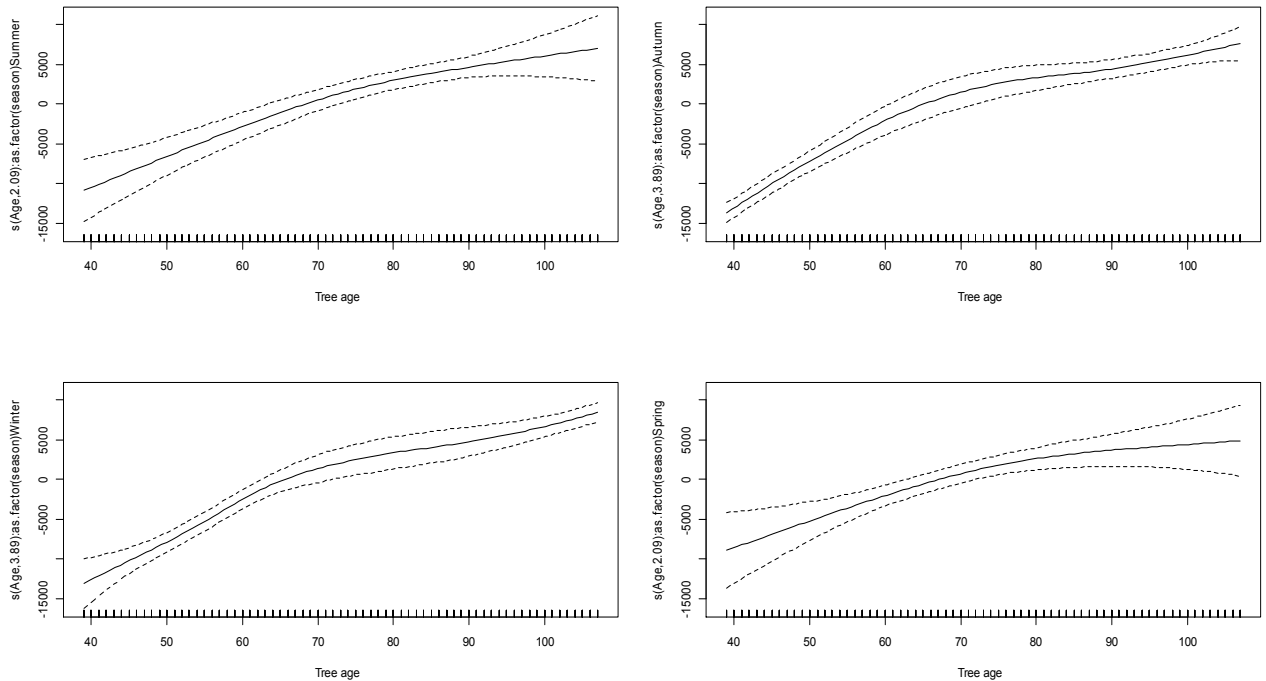 s(Age,2.09):as.factor(season)Summer
5000
0
-5000
-15000
40 50 60 70 80 90 100
Tree age
s(Age,3.89):as.factor(season)Autumn
5000
0
-5000
-15000
40 50 60 70 80 90 100
Tree age
s(Age,3.89):as.factor(season)Winter
5000
0
-5000
-15000
40 50 60 70 80 90 100
Tree age
s(Age,2.09):as.factor(season)Spring
5000
0
-5000
-15000
40 50 60 70 80 90 100
Tree age